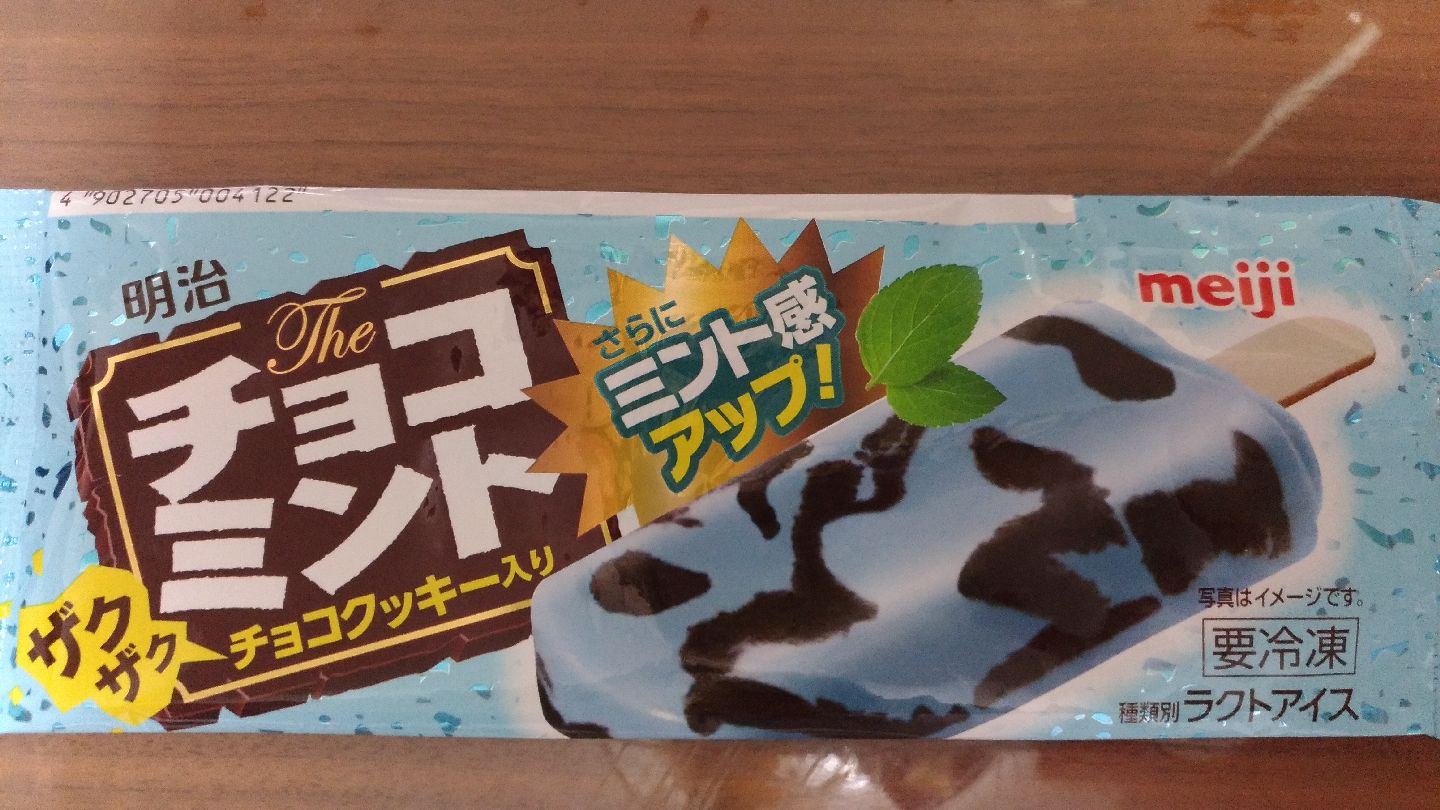 4"902705"004122"
明治
The
チョコ
ミント
チョコクッキー入り
ザク
ザク
さらに
ミント感
アップ!
meiji
写真はイメージです。
要冷凍
種類別 ラクトアイス